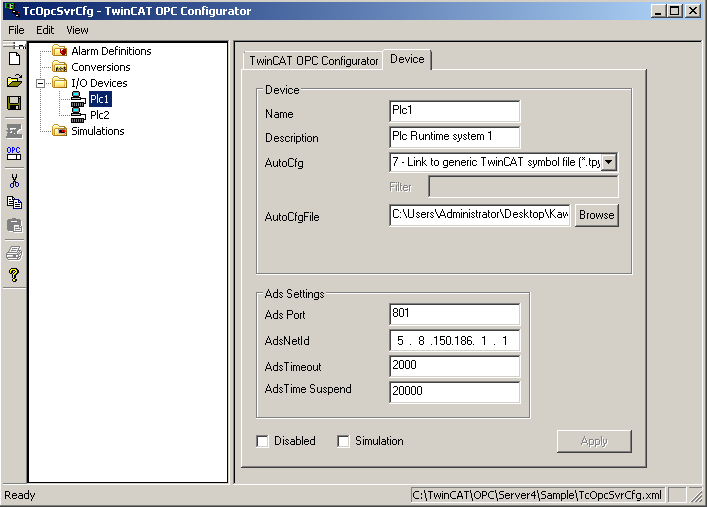 TcOpcSvrCfg - TwinCAT OPC Configurator
File Edit View
Alarm Definitions
Conversions
I/O Devices
Plc1
Plc2
Simulations
OPC
TwinCAT OPC Configurator Device
Device
Name Plc1
Description Plc Runtime system 1
AutoCfg 7 - Link to generic TwinCAT symbol file (*.tpy
Filter
AutoCfgFile C:\Users\Administrator\Desktop\Kaw Browse
Ads Settings
Ads Port 801
AdsNetId 5 . 8 .150.186. 1 . 1
AdsTimeout 2000
AdsTime Suspend 20000
Disabled Simulation Apply
Ready C:\TwinCAT\OPC\Server4\Sample\TcOpcSvrCfg.xml